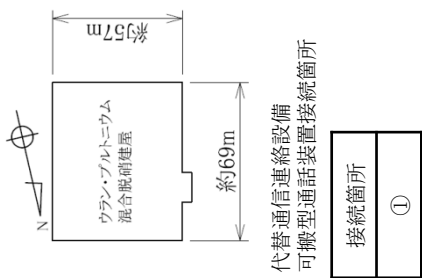 約57m
N
ウラン・プルトニウム
混合脱硝建屋
約69m
代替通信連絡設備
可搬型通話装置接続箇所
接続箇所
①